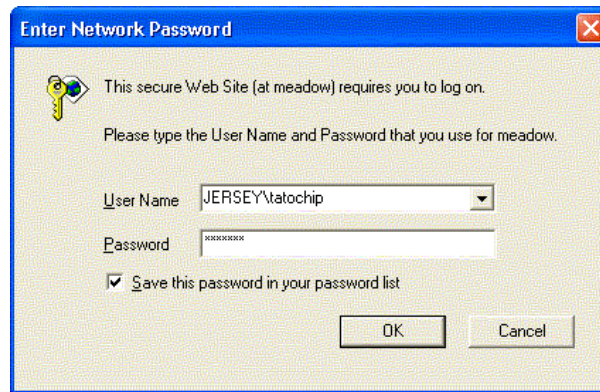 Enter Network Password
This secure Web Site (at meadow) requires you to log on.
Please type the User Name and Password that you use for meadow.
User Name JERSEY\tatochip
Password *******
Save this password in your password list
OK Cancel